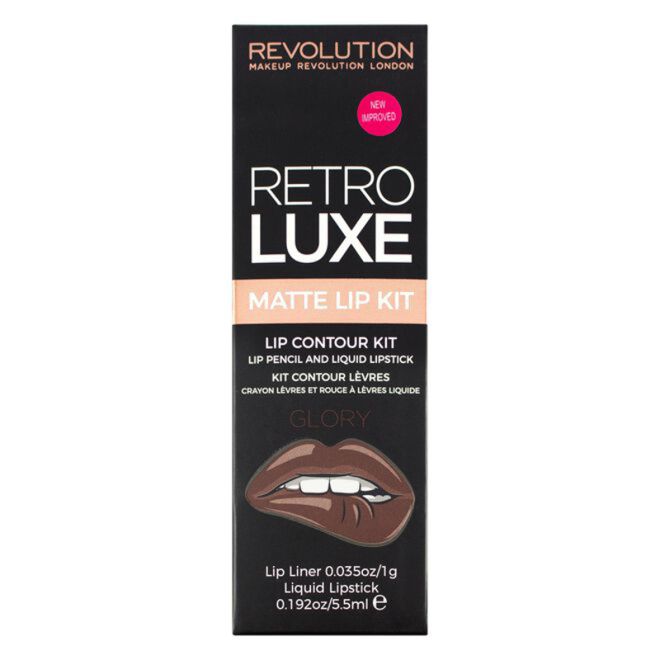 REVOLUTION
MAKEUP REVOLUTION LONDON
NEW
IMPROVED
RETRO
LUXE
MATTE LIP KIT
LIP CONTOUR KIT
LIP PENCIL AND LIQUID LIPSTICK
KIT CONTOUR LÈVRES
CRAYON LÈVRES ET ROUGE À LÈVRES LIQUIDE
GLORY
Lip Liner 0.035oz/1g
Liquid Lipstick
0.192oz/5.5ml ℮